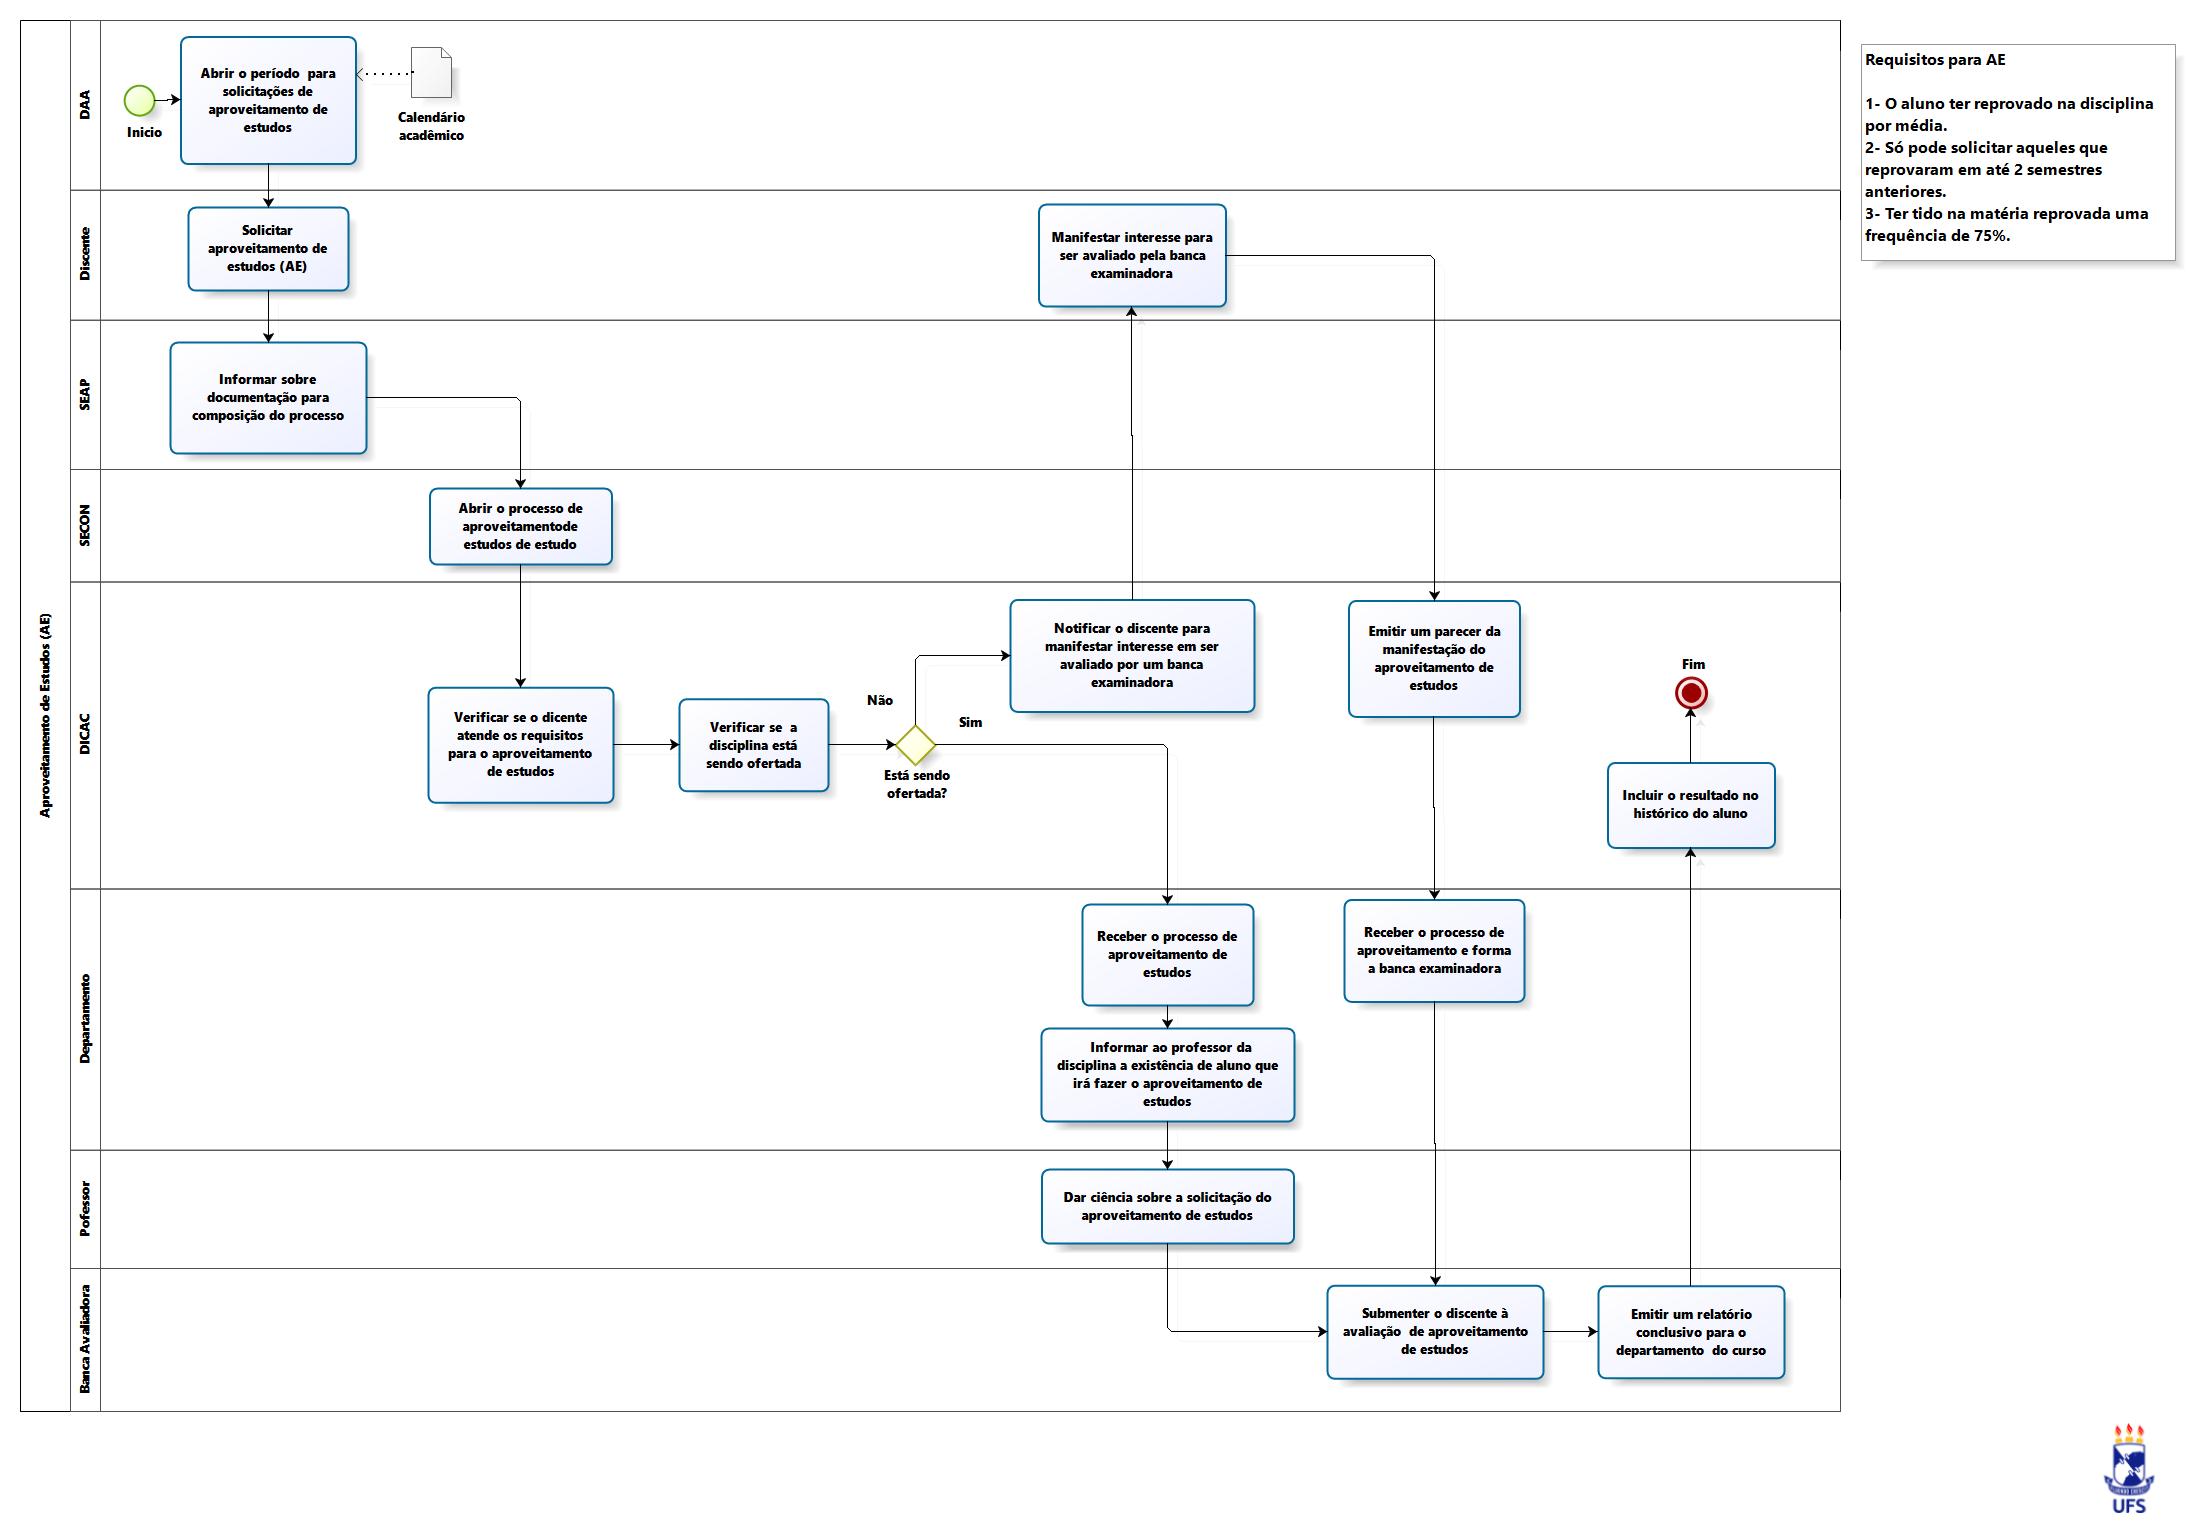 Aproveitamento de Estudos (AE)
DAA
Inicio
Abrir o período para
solicitações de
aproveitamento de
estudos
Calendário
acadêmico
Requisitos para AE
1- O aluno ter reprovado na disciplina
por média.
2- Só pode solicitar aqueles que
reprovaram em até 2 semestres
anteriores.
3- Ter tido na matéria reprovada uma
frequência de 75%.
Discente
Solicitar
aproveitamento de
estudos (AE)
Manifestar interesse para
ser avaliado pela banca
examinadora
SEAP
Informar sobre
documentação para
composição do processo
SECON
Abrir o processo de
aproveitamentode
estudos de estudo
DICAC
Verificar se o dicente
atende os requisitos
para o aproveitamento
de estudos
Verificar se a
disciplina está
sendo ofertada
Não
Sim
Está sendo
ofertada?
Notificar o discente para
manifestar interesse em ser
avaliado por um banca
examinadora
Emitir um parecer da
manifestação do
aproveitamento de
estudos
Fim
Incluir o resultado no
histórico do aluno
Departamento
Receber o processo de
aproveitamento de
estudos
Receber o processo de
aproveitamento e forma
a banca examinadora
Informar ao professor da
disciplina a existência de aluno que
irá fazer o aproveitamento de
estudos
Pofessor
Dar ciência sobre a solicitação do
aproveitamento de estudos
Banca Avaliadora
Submenter o discente à
avaliação de aproveitamento
de estudos
Emitir um relatório
conclusivo para o
departamento do curso
UFS